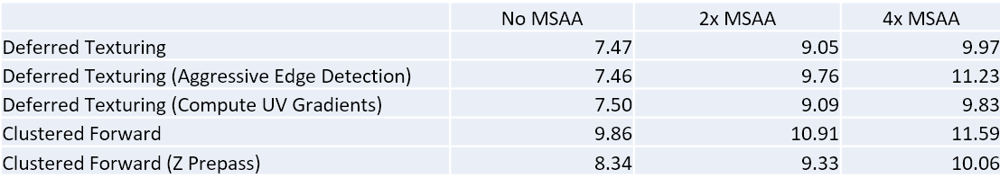 No MSAA 2x MSAA 4x MSAA
Deferred Texturing 7.47 9.05 9.97
Deferred Texturing (Aggressive Edge Detection) 7.46 9.76 11.23
Deferred Texturing (Compute UV Gradients) 7.50 9.09 9.83
Clustered Forward 9.86 10.91 11.59
Clustered Forward (Z Prepass) 8.34 9.33 10.06